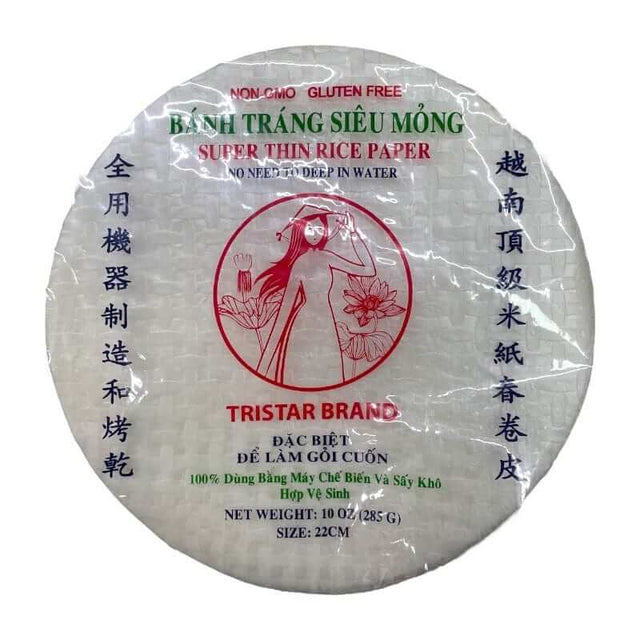 NON-GMO GLUTEN FREE
BÁNH TRÁNG SIÊU MỎNG
SUPER THIN RICE PAPER
NO NEED TO DEEP IN WATER
全用機器制造和烤乾
越南頂級米紙春卷皮
TRISTAR BRAND
ĐẶC BIỆT
ĐỂ LÀM GỎI CUỐN
100% Dùng Bằng Máy Chế Biến Và Sấy Khô
Hợp Vệ Sinh
NET WEIGHT: 10 OZ (285 G)
SIZE: 22CM